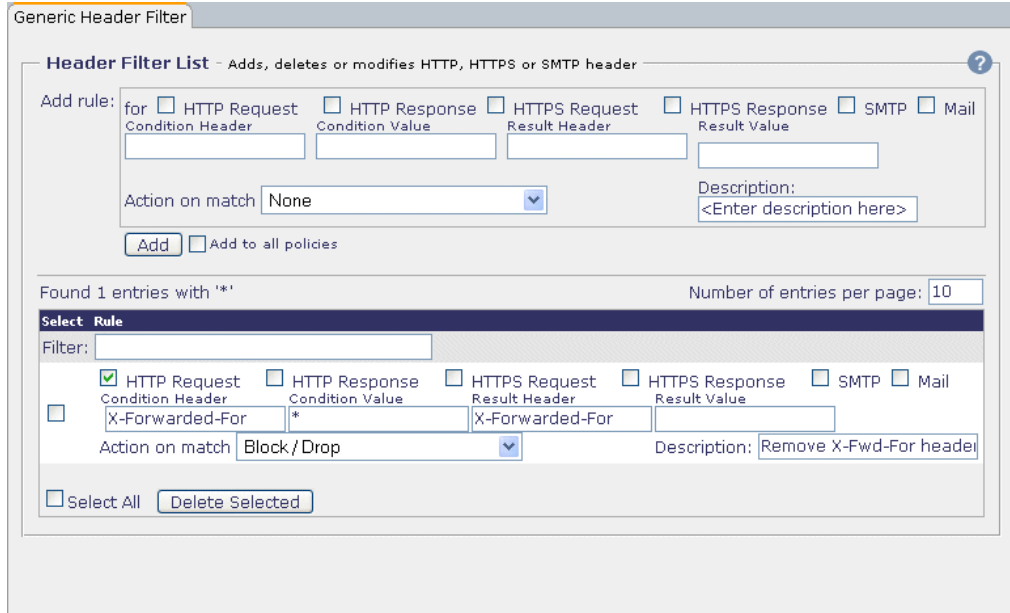 Generic Header Filter
Header Filter List - Adds, deletes or modifies HTTP, HTTPS or SMTP header ?
Add rule: for HTTP Request HTTP Response HTTPS Request HTTPS Response SMTP Mail
Condition Header Condition Value Result Header Result Value
Action on match None Description:
<Enter description here>
Add Add to all policies
Found 1 entries with '*' Number of entries per page: 10
Select Rule
Filter:
HTTP Request HTTP Response HTTPS Request HTTPS Response SMTP Mail
Condition Header Condition Value Result Header Result Value
X-Forwarded-For * X-Forwarded-For
Action on match Block / Drop Description: Remove X-Fwd-For header
Select All Delete Selected